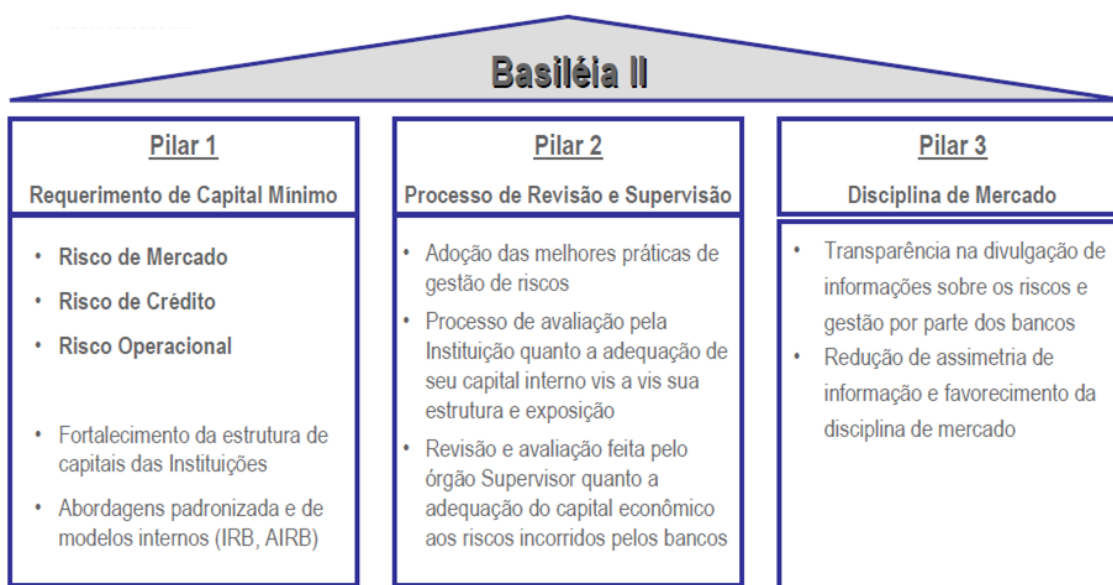 Basiléia II
Pilar 1
Requerimento de Capital Mínimo
• Risco de Mercado
• Risco de Crédito
• Risco Operacional
• Fortalecimento da estrutura de
capitais das Instituições
• Abordagens padronizada e de
modelos internos (IRB, AIRB)
Pilar 2
Processo de Revisão e Supervisão
• Adoção das melhores práticas de
gestão de riscos
• Processo de avaliação pela
Instituição quanto a adequação de
seu capital interno vis a vis sua
estrutura e exposição
• Revisão e avaliação feita pelo
órgão Supervisor quanto a
adequação do capital econômico
aos riscos incorridos pelos bancos
Pilar 3
Disciplina de Mercado
• Transparência na divulgação de
informações sobre os riscos e
gestão por parte dos bancos
• Redução de assimetria de
informação e favorecimento da
disciplina de mercado